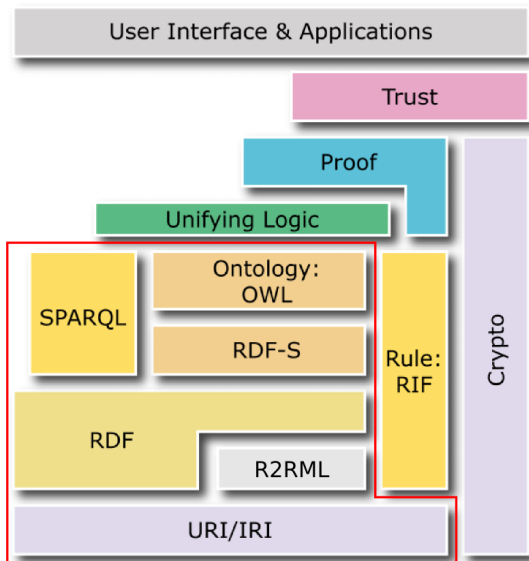 User Interface & Applications
Trust
Proof
Unifying Logic
Ontology:
OWL
SPARQL
RDF-S
Rule:
RIF
Crypto
RDF
R2RML
URI/IRI